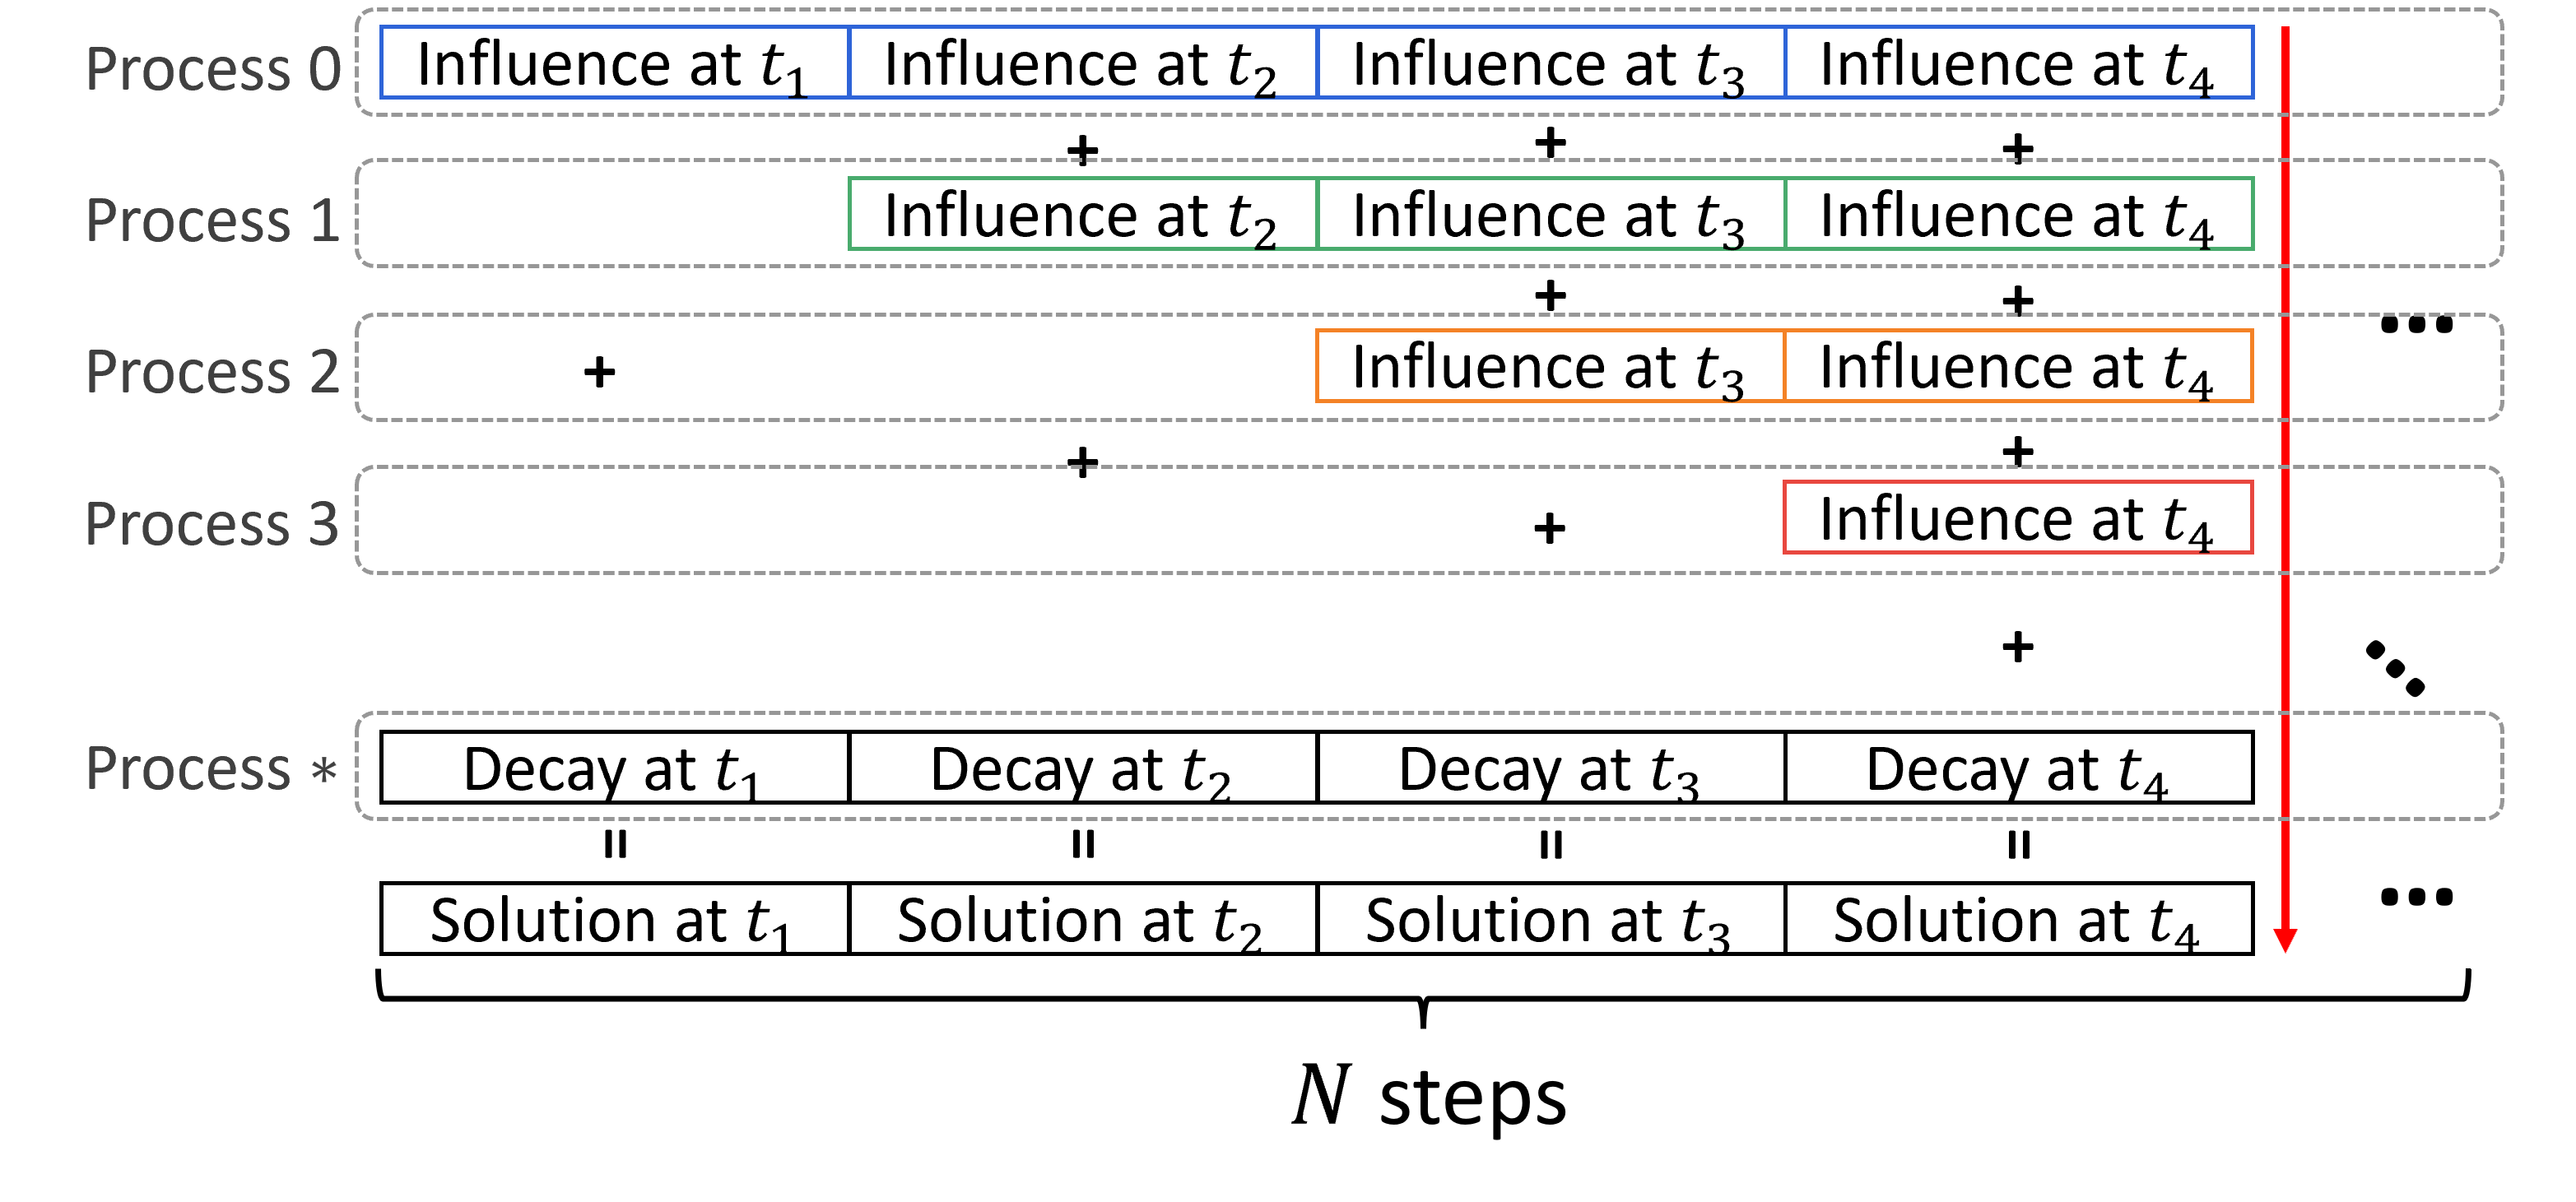 Process 0 Influence at t₁ Influence at t₂ Influence at t₃ Influence at t₄
+ + +
Process 1 Influence at t₂ Influence at t₃ Influence at t₄
+ + ...
Process 2 + Influence at t₃ Influence at t₄
+ +
Process 3 + Influence at t₄
+
Process * Decay at t₁ Decay at t₂ Decay at t₃ Decay at t₄
= = = =
Solution at t₁ Solution at t₂ Solution at t₃ Solution at t₄ ...
N steps